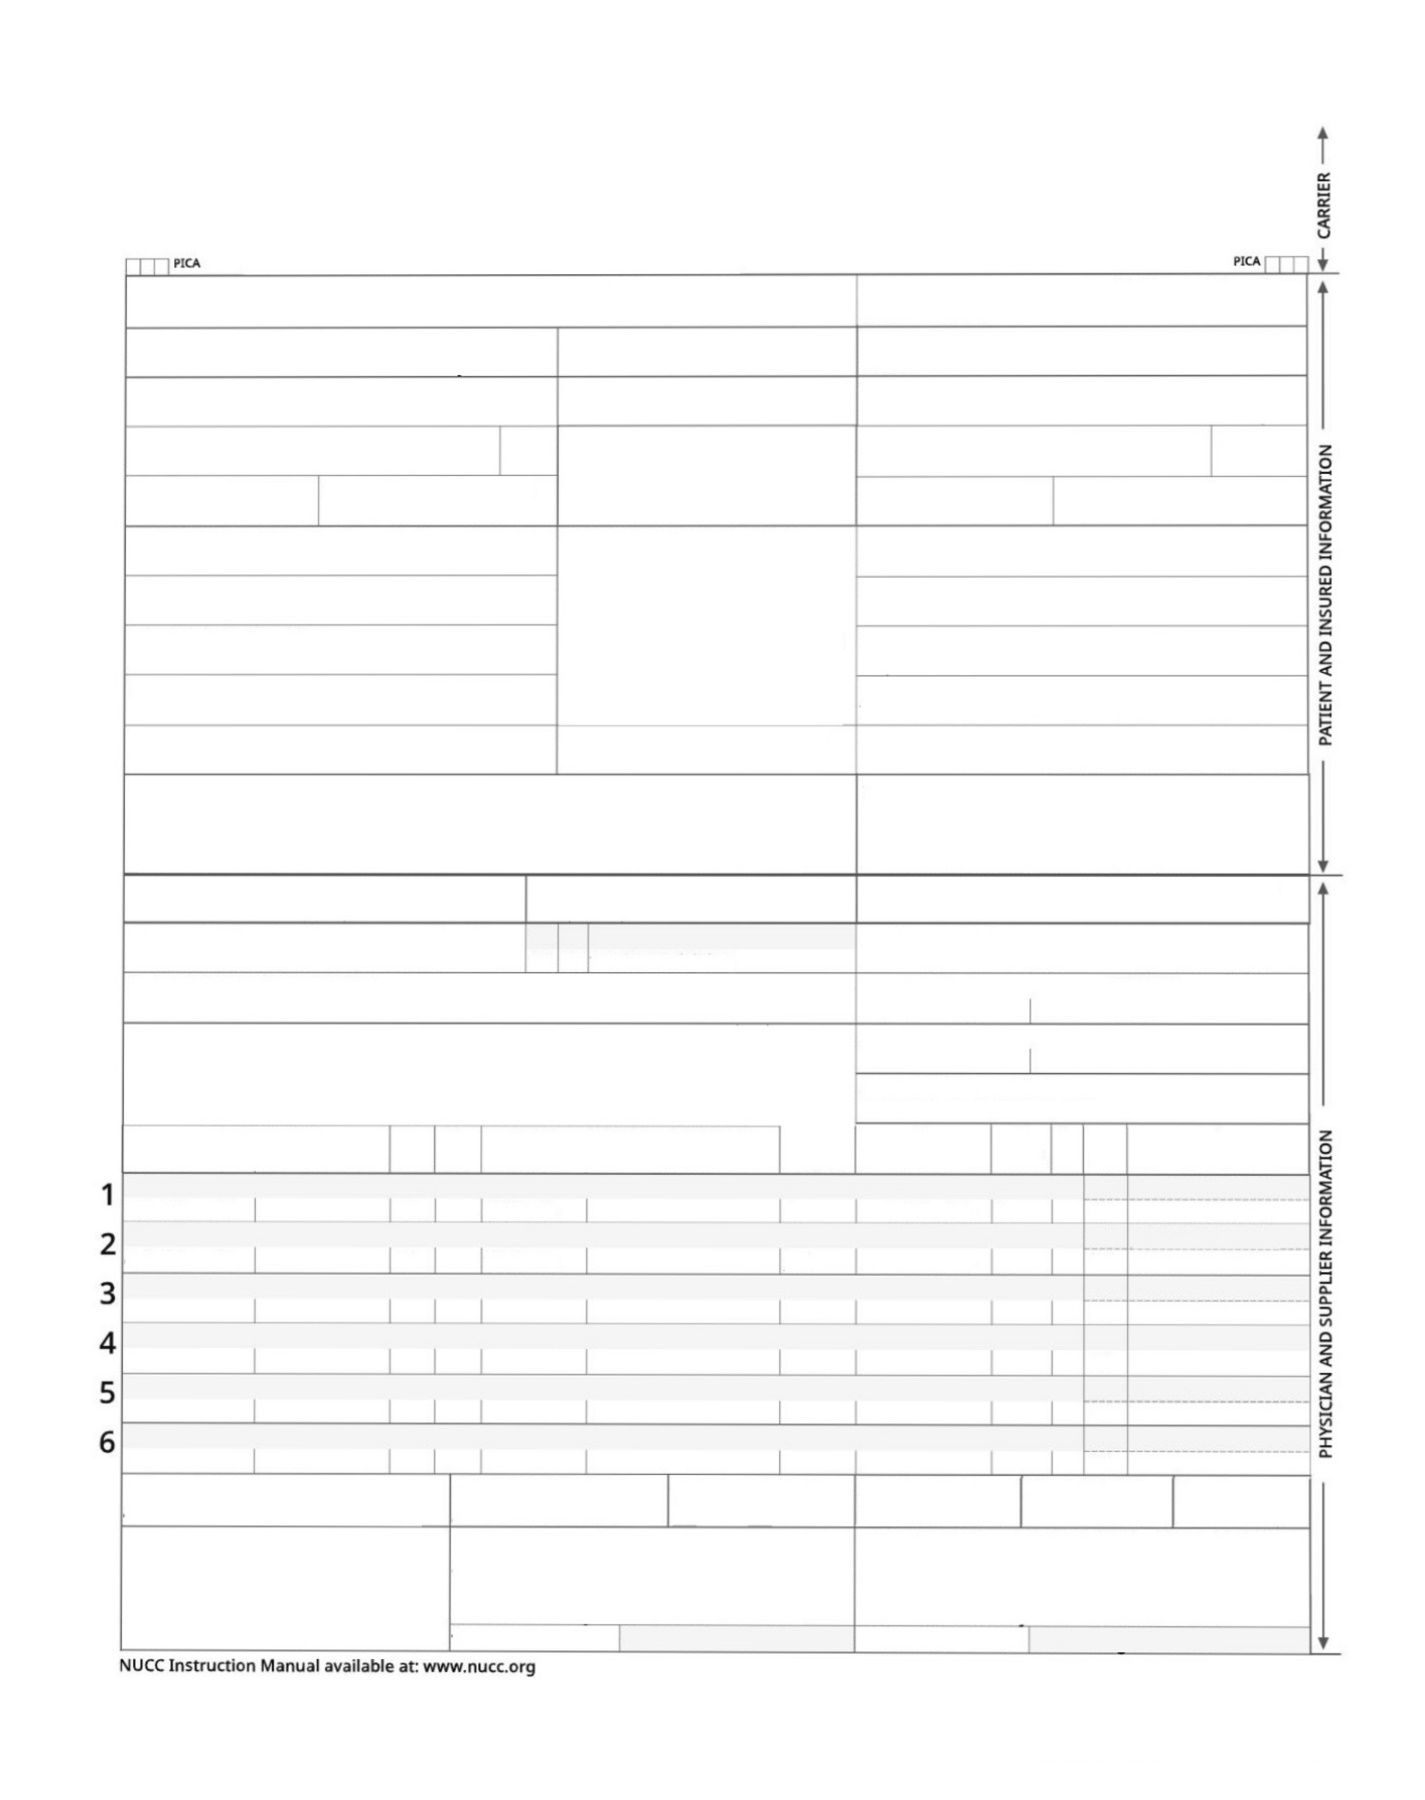 CARRIER
PICA
PICA
PATIENT AND INSURED INFORMATION
PHYSICIAN AND SUPPLIER INFORMATION
1
2
3
4
5
6
NUCC Instruction Manual available at: www.nucc.org